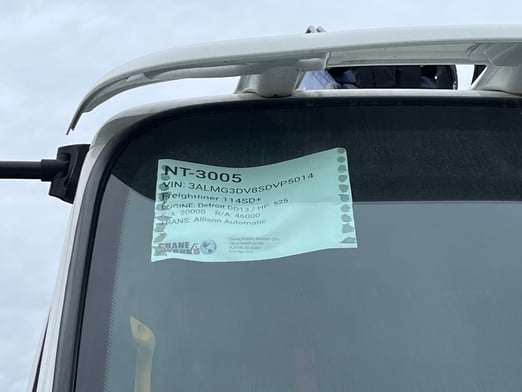 NT-3005
VIN: 3ALMG3DV8SDVP5014
Freightliner 114SD+
ENGINE: Detroit DD13 / HP: 525
20000 R/A: 46000
TRANS: Allison Automatic
CRANE WORKS